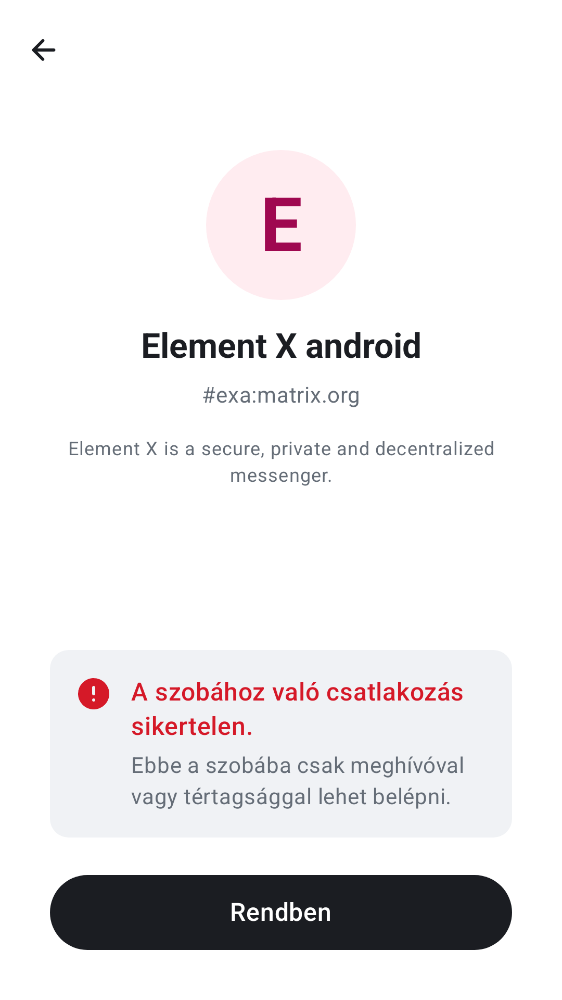 E
Element X android
#exa:matrix.org
Element X is a secure, private and decentralized
messenger.
A szobához való csatlakozás
sikertelen.
Ebbe a szobába csak meghívóval
vagy tértagsággal lehet belépni.
Rendben